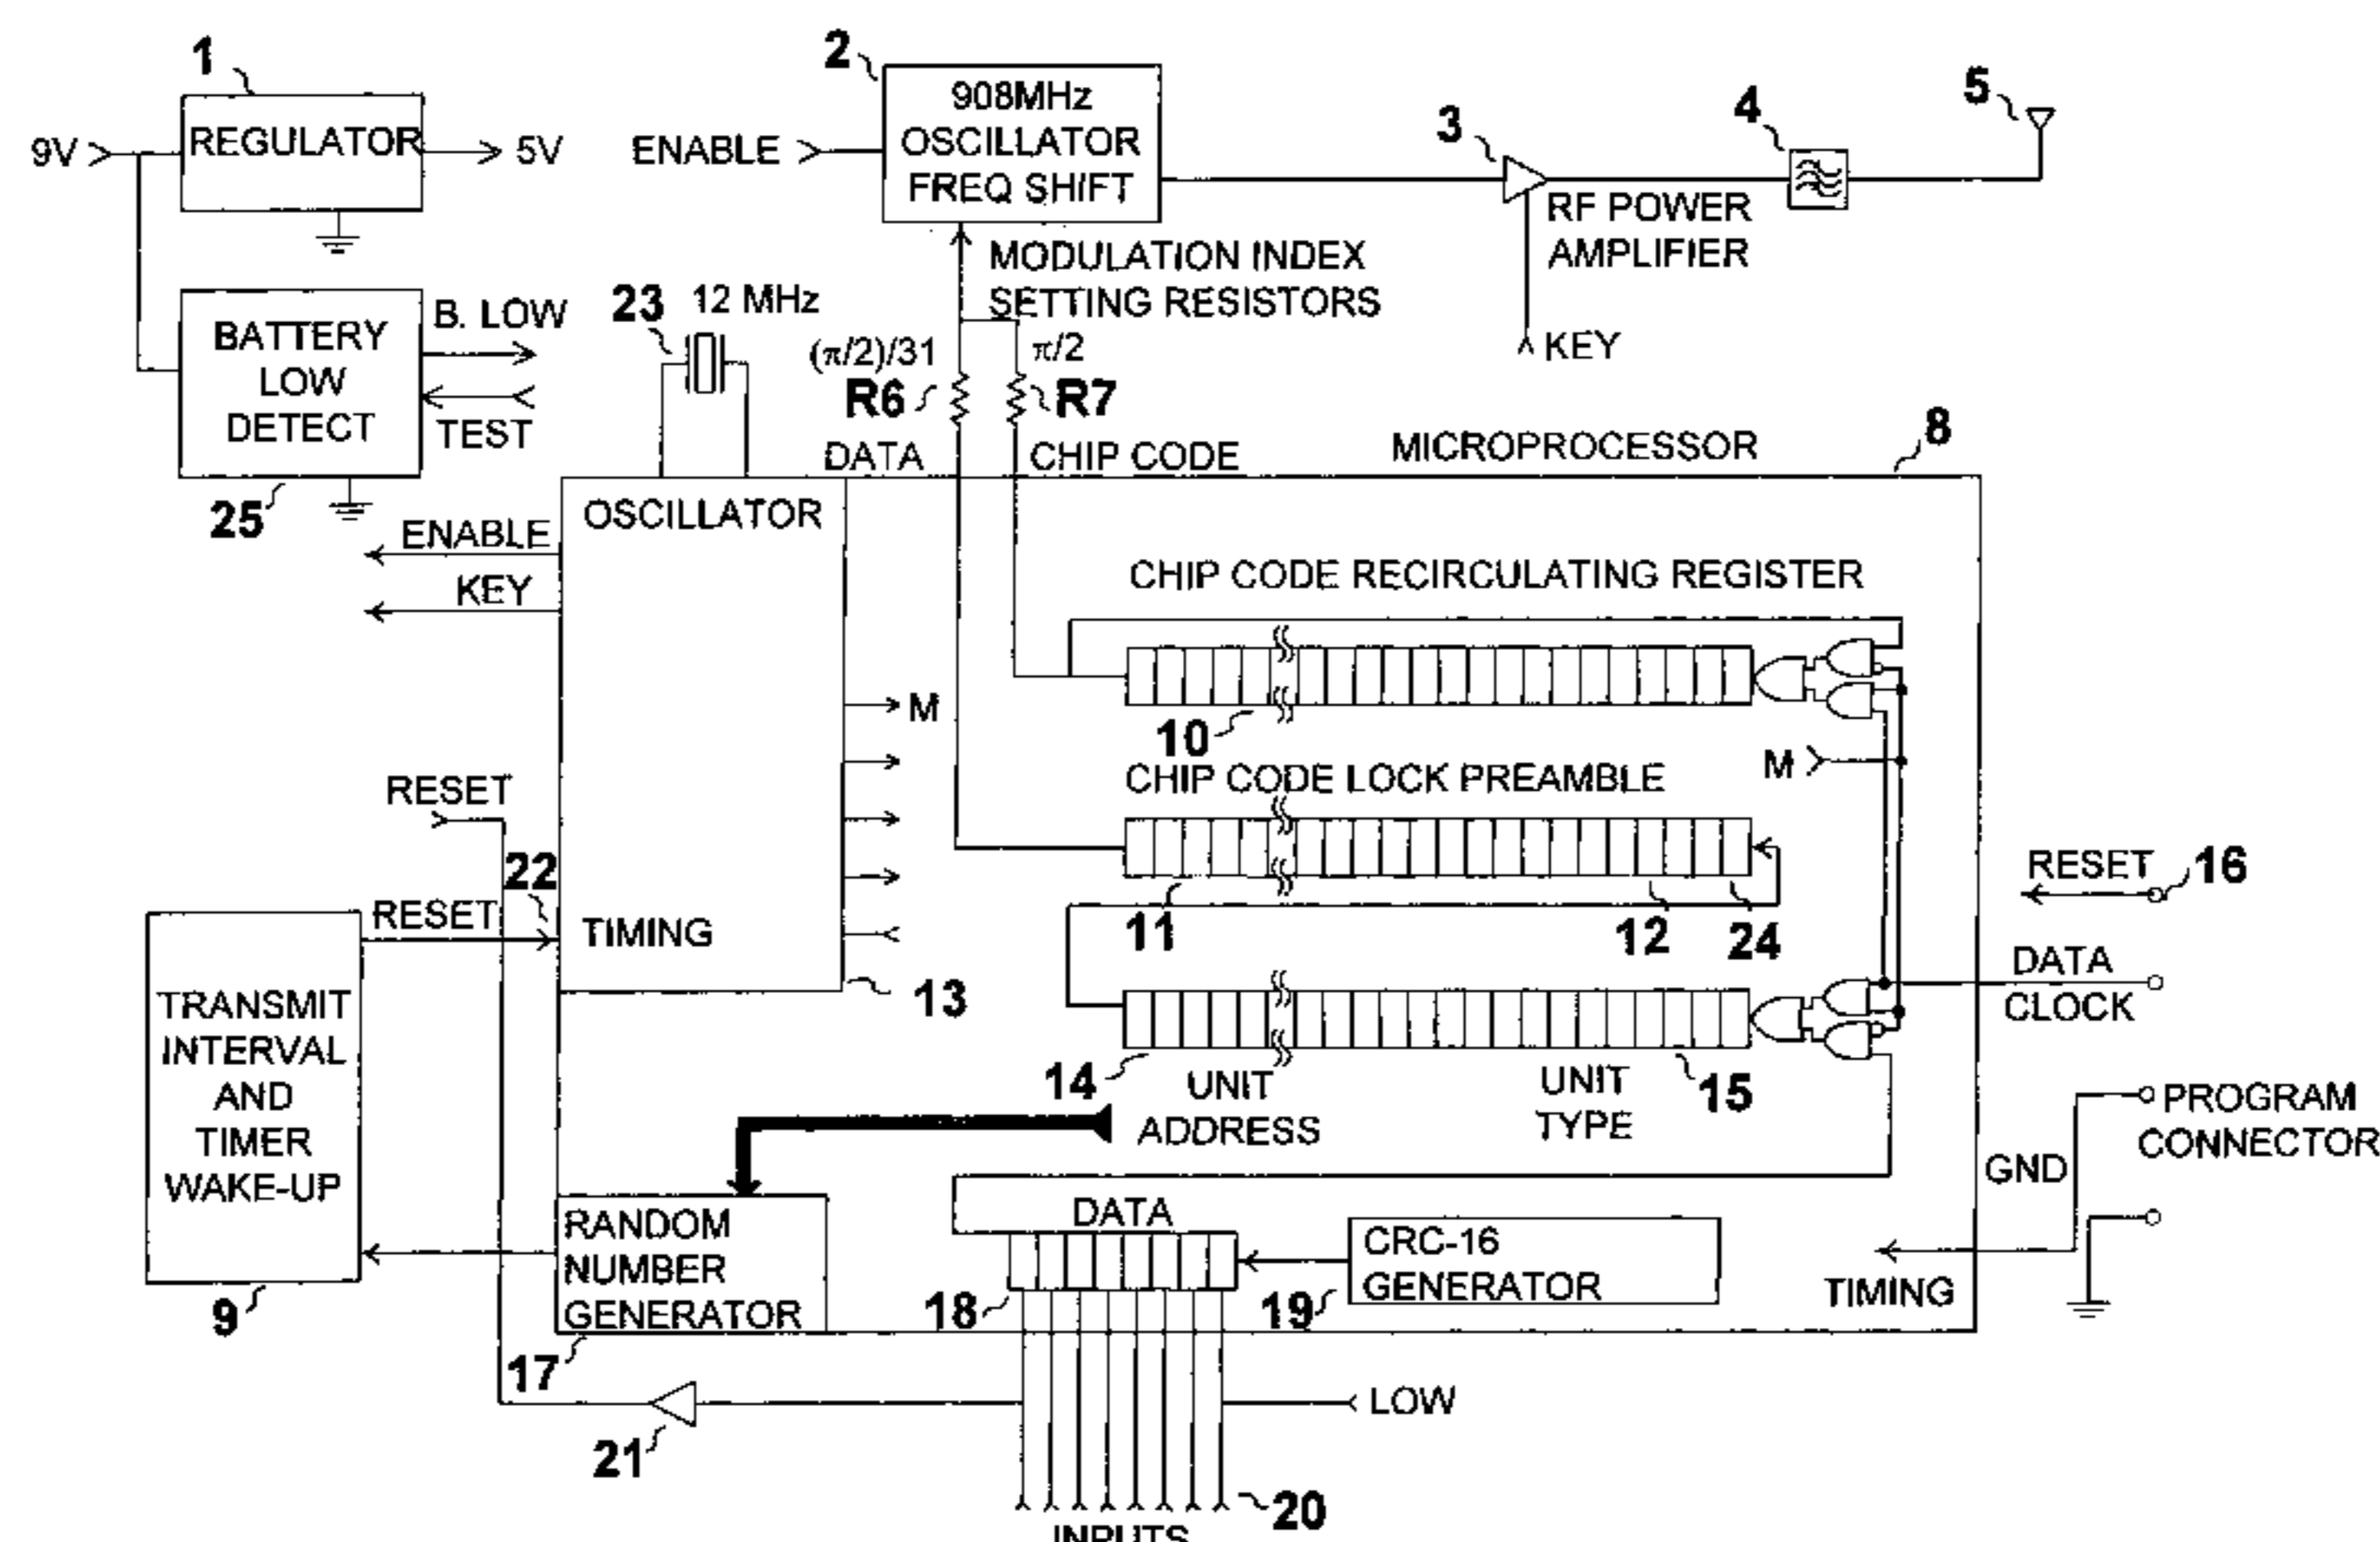 1
9V
REGULATOR
5V
2
908MHz
OSCILLATOR
FREQ SHIFT
ENABLE
3
RF POWER
AMPLIFIER
KEY
4
5
BATTERY
LOW
DETECT
B. LOW
TEST
25
23
12 MHz
MODULATION INDEX
SETTING RESISTORS
(π/2)/31
π/2
R6
R7
DATA
CHIP CODE
MICROPROCESSOR
8
OSCILLATOR
ENABLE
KEY
CHIP CODE RECIRCULATING REGISTER
M
10
M
CHIP CODE LOCK PREAMBLE
RESET
22
RESET
TIMING
11
12
24
RESET
16
13
DATA
CLOCK
TRANSMIT
INTERVAL
AND
TIMER
WAKE-UP
9
14
UNIT
ADDRESS
UNIT
TYPE
15
PROGRAM
CONNECTOR
GND
RANDOM
NUMBER
GENERATOR
17
DATA
18
CRC-16
GENERATOR
19
TIMING
21
LOW
20
INPUTS